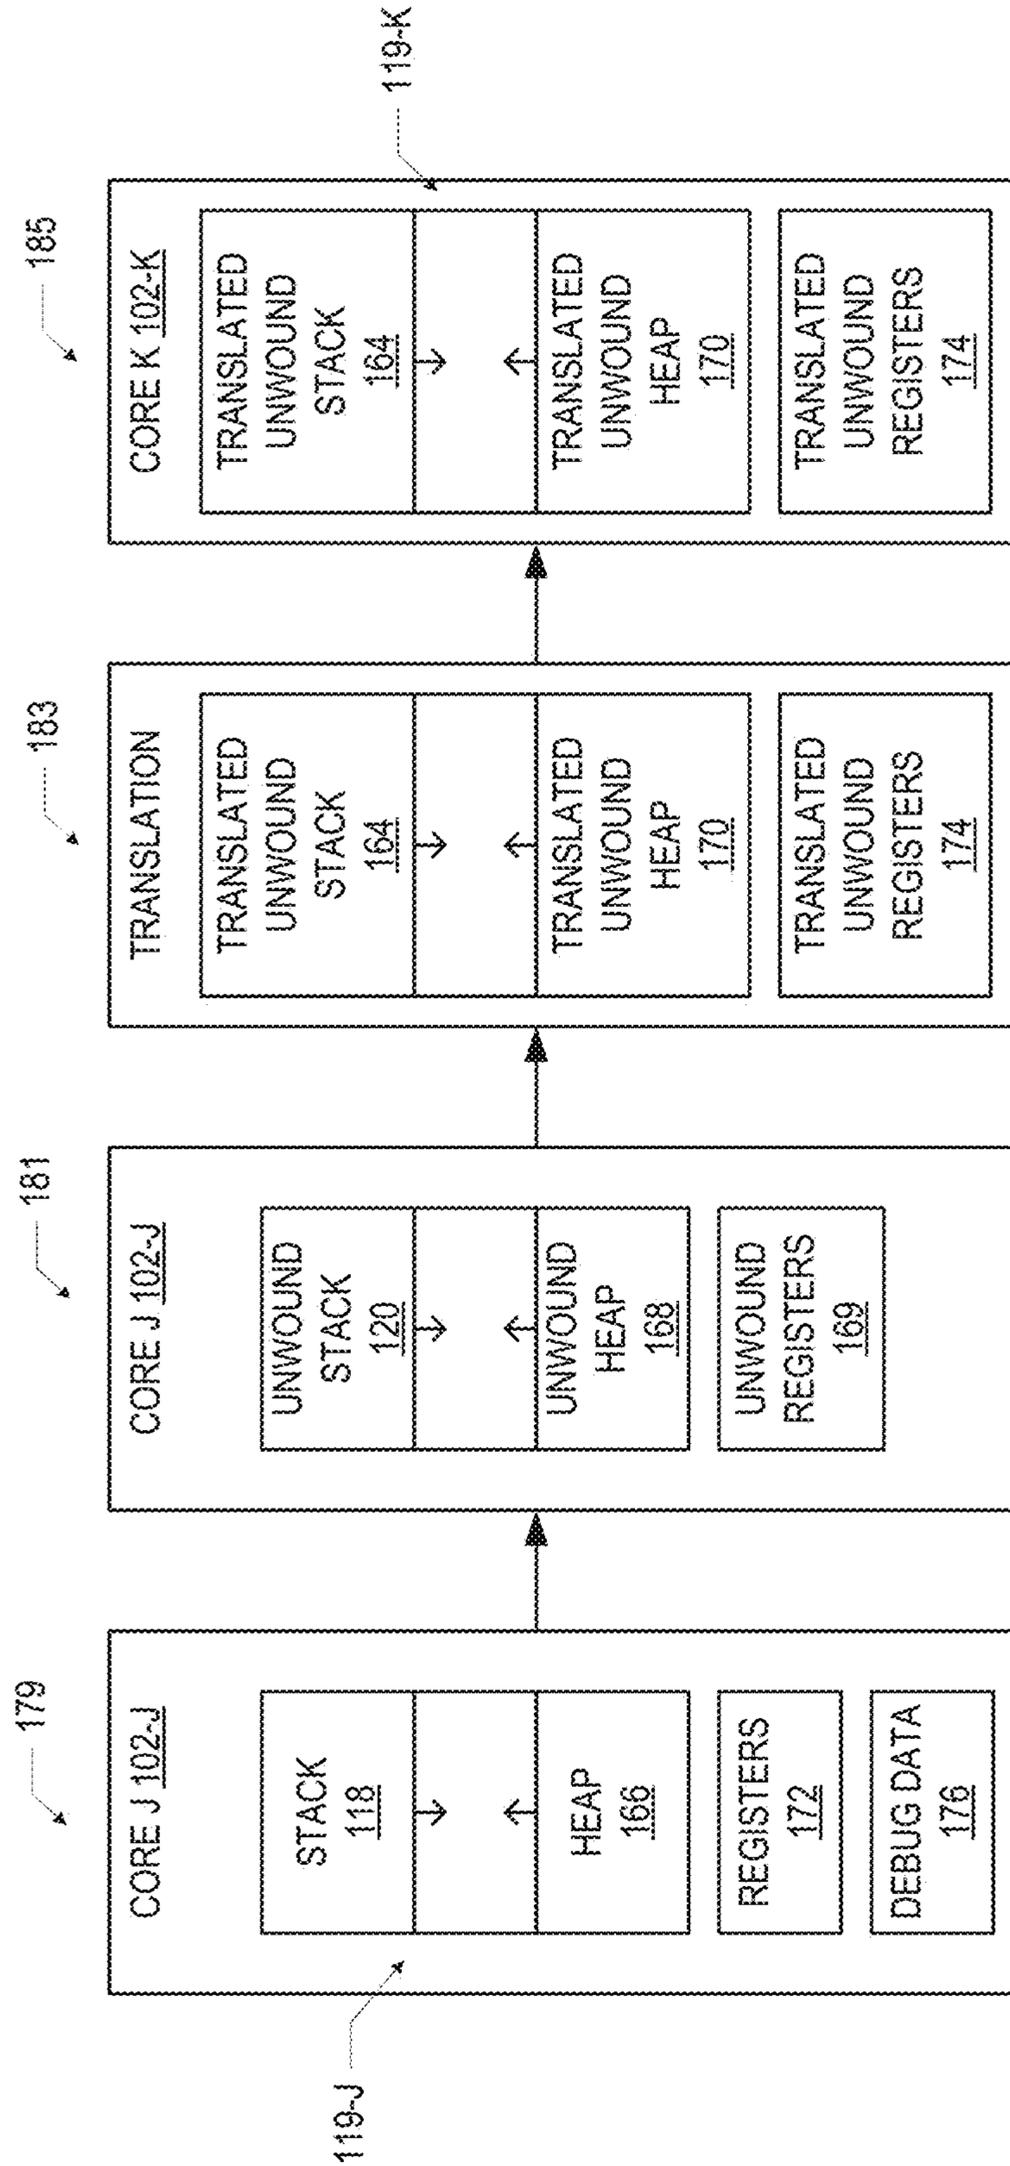 179
CORE J 102-J
STACK
118
HEAP
166
REGISTERS
172
DEBUG DATA
176
119-J
181
CORE J 102-J
UNWOUND
STACK
120
UNWOUND
HEAP
168
UNWOUND
REGISTERS
169
183
TRANSLATION
TRANSLATED
UNWOUND
STACK
164
TRANSLATED
UNWOUND
HEAP
170
TRANSLATED
UNWOUND
REGISTERS
174
185
CORE K 102-K
TRANSLATED
UNWOUND
STACK
164
TRANSLATED
UNWOUND
HEAP
170
TRANSLATED
UNWOUND
REGISTERS
174
119-K